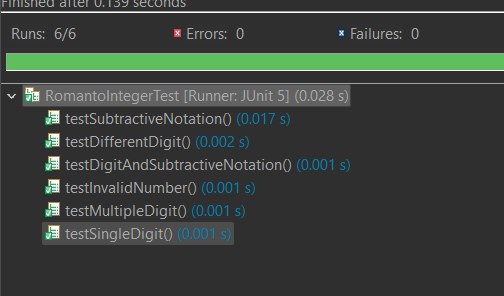 Finished after 0.139 seconds
Runs: 6/6 Errors: 0 Failures: 0
RomantoIntegerTest [Runner: JUnit 5] (0.028 s)
testSubtractiveNotation() (0.017 s)
testDifferentDigit() (0.002 s)
testDigitAndSubtractiveNotation() (0.001 s)
testInvalidNumber() (0.001 s)
testMultipleDigit() (0.001 s)
testSingleDigit() (0.001 s)